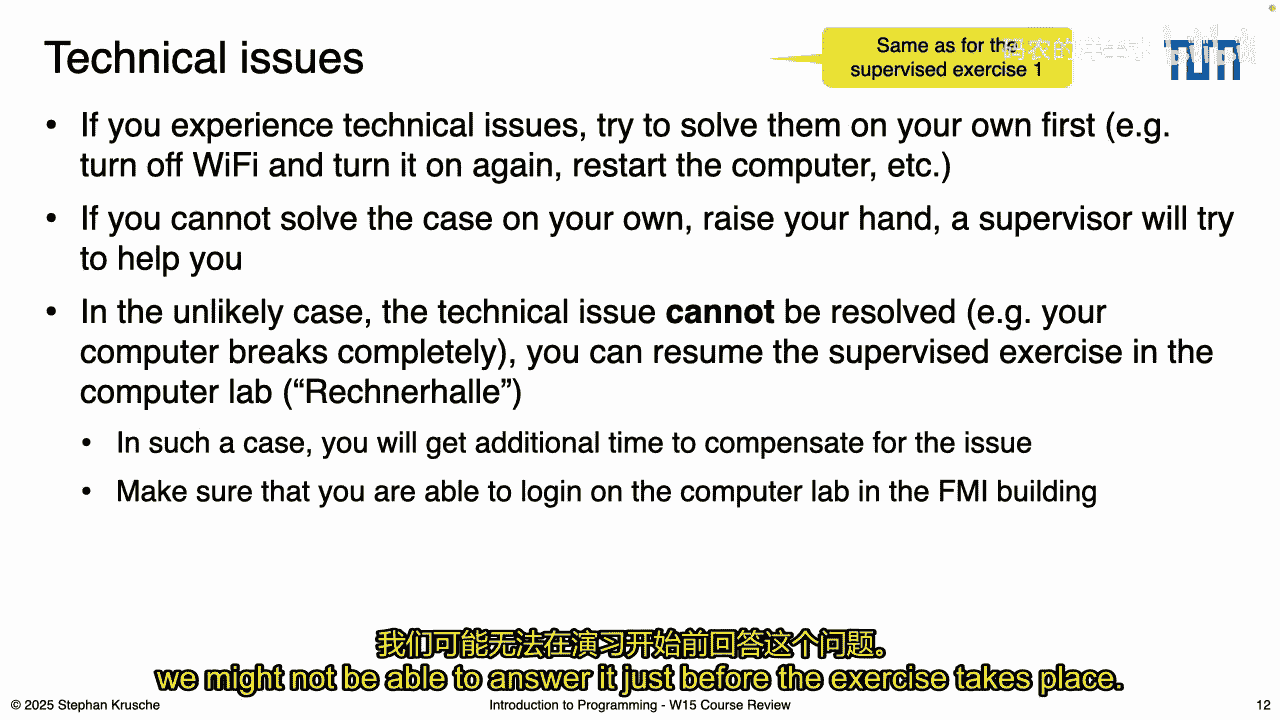 Technical issues
Same as for the
supervised exercise 1
• If you experience technical issues, try to solve them on your own first (e.g.
turn off WiFi and turn it on again, restart the computer, etc.)
• If you cannot solve the case on your own, raise your hand, a supervisor will try
to help you
• In the unlikely case, the technical issue cannot be resolved (e.g. your
computer breaks completely), you can resume the supervised exercise in the
computer lab (“Rechnerhalle”)
• In such a case, you will get additional time to compensate for the issue
• Make sure that you are able to login on the computer lab in the FMI building
我们可能无法在演习开始前回答这个问题。
we might not be able to answer it just before the exercise takes place.
© 2025 Stephan Krusche
Introduction to Programming - W15 Course Review
12